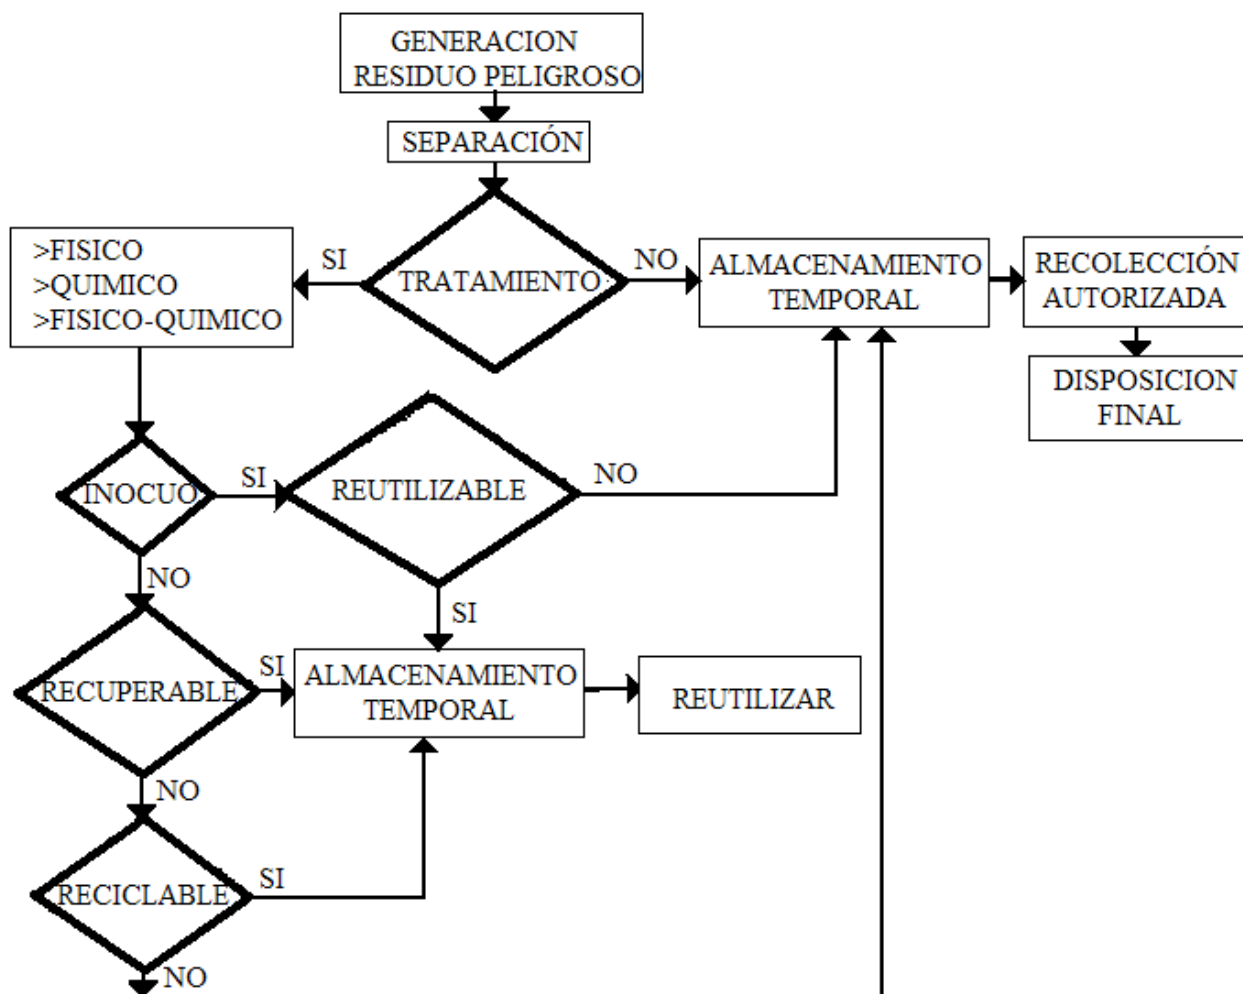 GENERACION
RESIDUO PELIGROSO
SEPARACIÓN
>FISICO
>QUIMICO
>FISICO-QUIMICO
SI
TRATAMIENTO
NO
ALMACENAMIENTO
TEMPORAL
RECOLECCIÓN
AUTORIZADA
DISPOSICION
FINAL
INOCUO
SI
REUTILIZABLE
NO
NO
SI
RECUPERABLE
SI
ALMACENAMIENTO
TEMPORAL
REUTILIZAR
NO
RECICLABLE
SI
NO